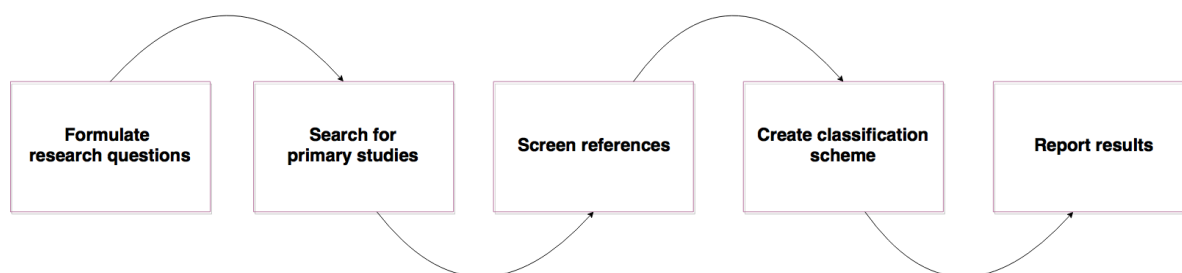 Formulate
research questions
Search for
primary studies
Screen references
Create classification
scheme
Report results